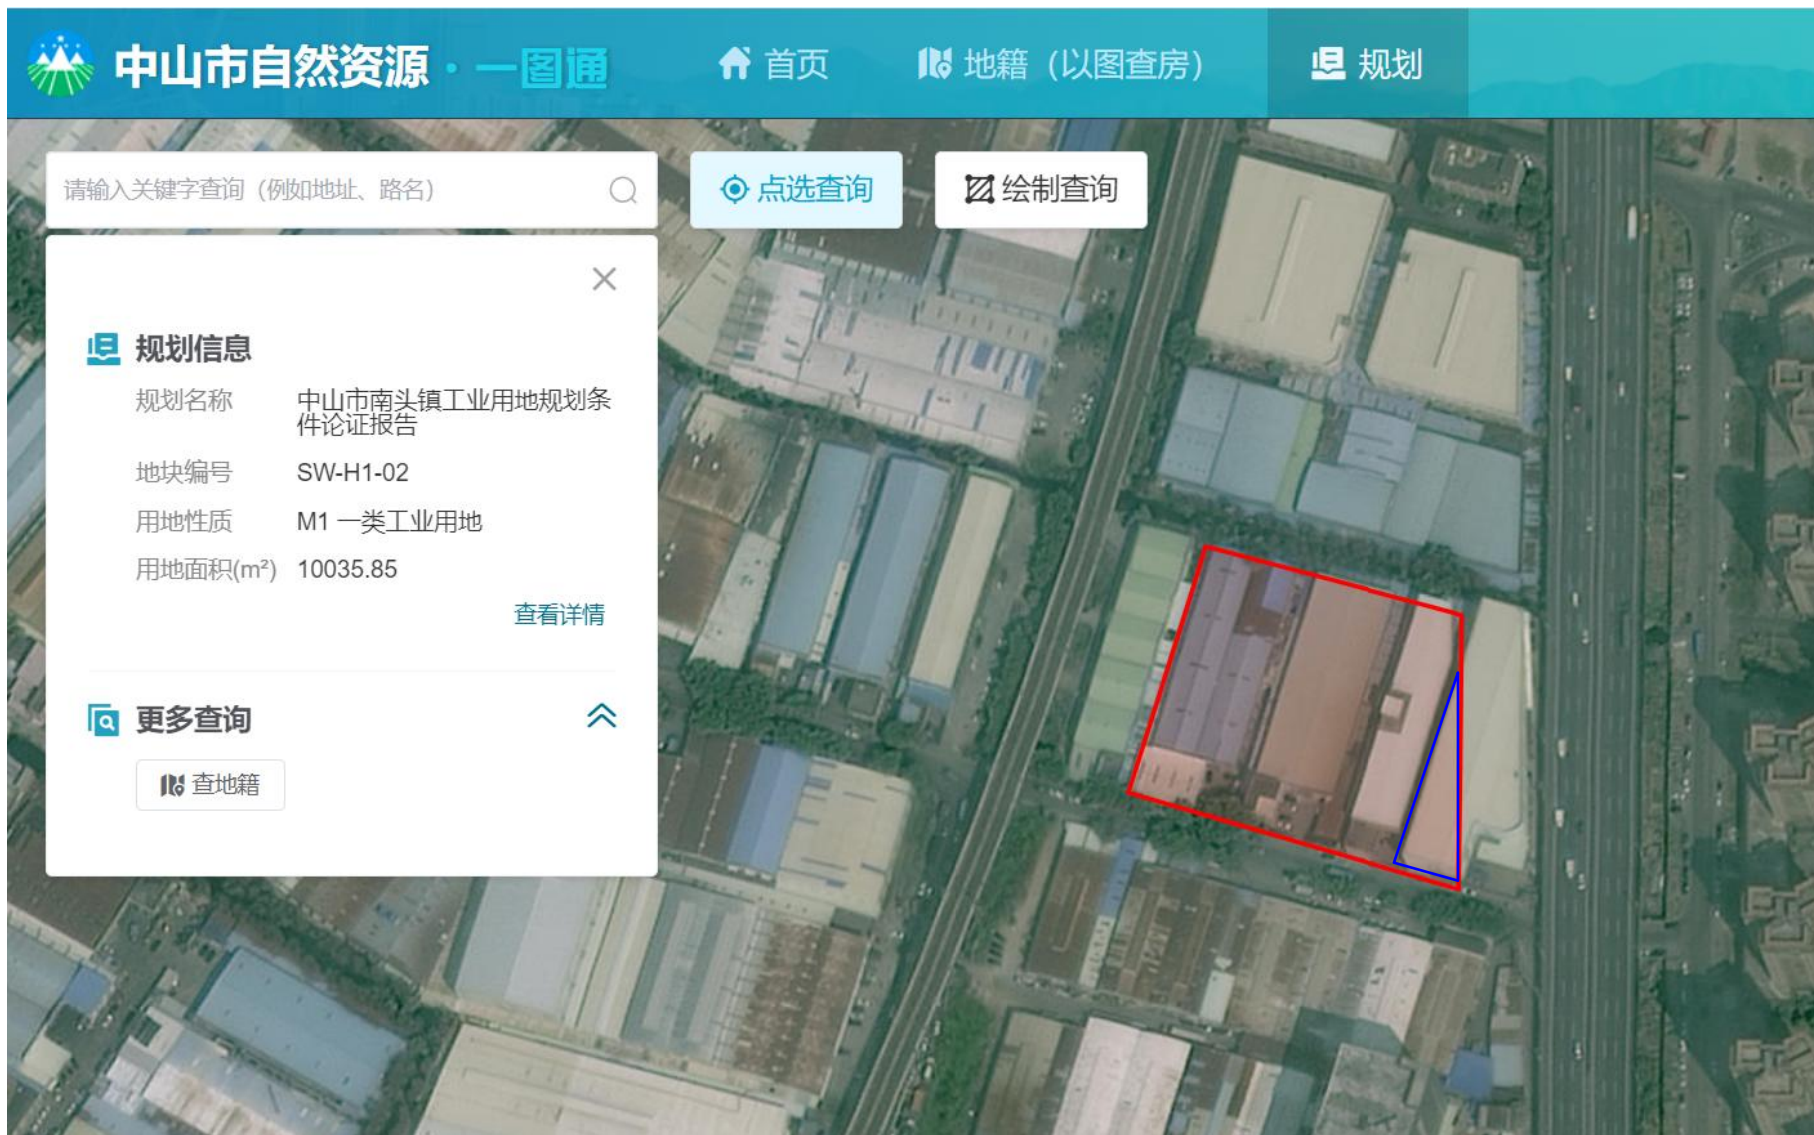 中山市自然资源·一图通
首页
地籍（以图查房）
规划
请输入关键字查询（例如地址、路名）
点选查询
绘制查询
规划信息
规划名称 中山市南头镇工业用地规划条
件论证报告
地块编号 SW-H1-02
用地性质 M1 一类工业用地
用地面积(m²) 10035.85
查看详情
更多查询
查地籍